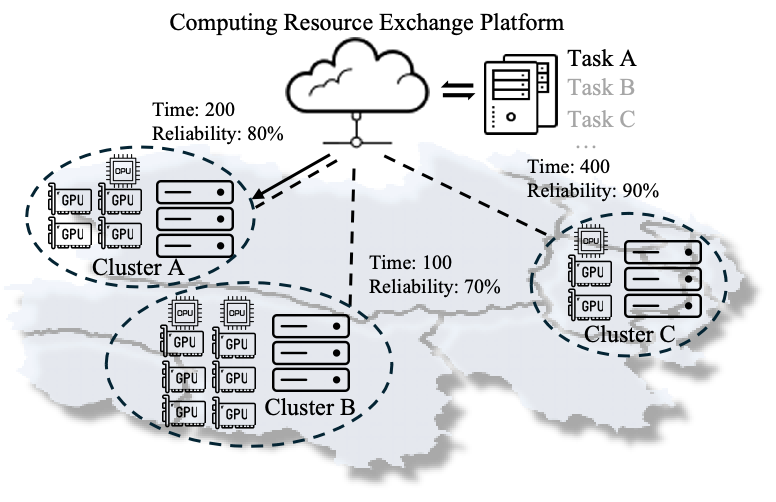 Computing Resource Exchange Platform
Task A
Task B
Task C
...
Time: 200
Reliability: 80%
Time: 400
Reliability: 90%
CPU
GPU GPU
GPU GPU
Cluster A
Time: 100
Reliability: 70%
CPU
GPU
GPU
Cluster C
CPU CPU
GPU GPU
GPU GPU
GPU GPU
Cluster B